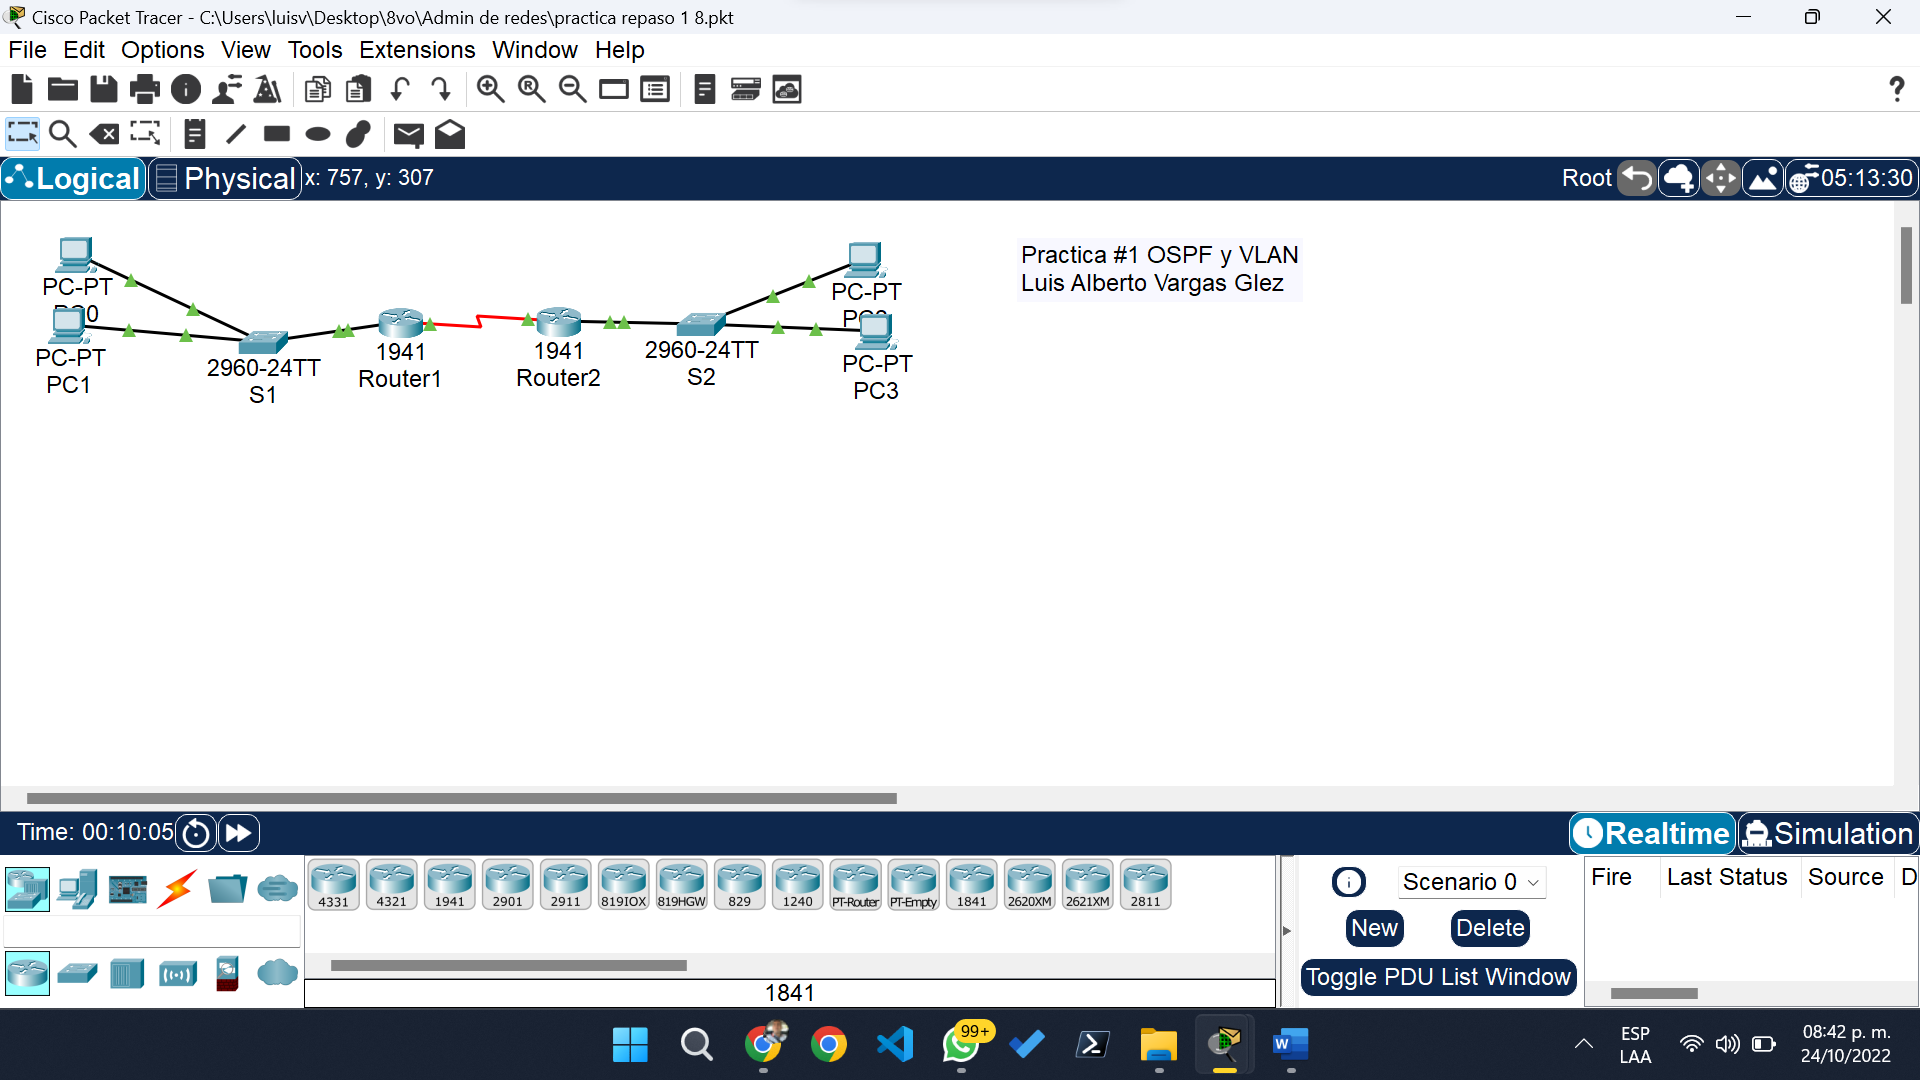 Cisco Packet Tracer - C:\Users\luisv\Desktop\8vo\Admin de redes\practica repaso 1 8.pkt
File Edit Options View Tools Extensions Window Help
Logical Physical x: 757, y: 307 Root 05:13:30
Practica #1 OSPF y VLAN
Luis Alberto Vargas Glez
PC-PT
PC-PT
PC1
2960-24TT
S1
1941
Router1
1941
Router2
2960-24TT
S2
PC-PT
PC-PT
PC3
Time: 00:10:05 Realtime Simulation
4331 4321 1941 2901 2911 819IOX 819HGW 829 1240 PT-Router PT-Empty 1841 2620XM 2621XM 2811
1841
Scenario 0
New Delete
Toggle PDU List Window
Fire Last Status Source D
99+
ESP
LAA
08:42 p. m.
24/10/2022